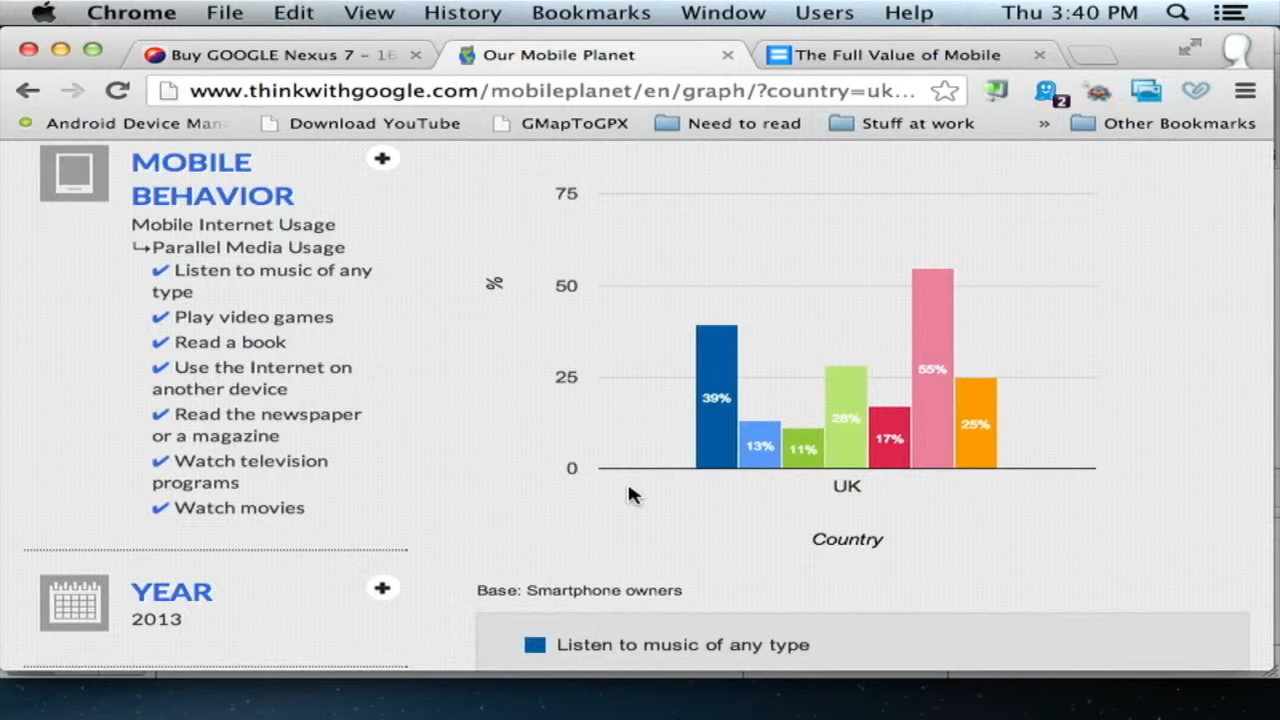 Chrome File Edit View History Bookmarks Window Users Help Thu 3:40 PM
Buy GOOGLE Nexus 7 – 16 Our Mobile Planet The Full Value of Mobile
www.thinkwithgoogle.com/mobileplanet/en/graph/?country=uk...
2
Android Device Man Download YouTube GMapToGPX Need to read Stuff at work » Other Bookmarks
MOBILE
BEHAVIOR
Mobile Internet Usage
↳Parallel Media Usage
✔ Listen to music of any
type
✔ Play video games
✔ Read a book
✔ Use the Internet on
another device
✔ Read the newspaper
or a magazine
✔ Watch television
programs
✔ Watch movies
YEAR
2013
75
%
50
25
0
39%
13%
11%
28%
17%
55%
25%
UK
Country
Base: Smartphone owners
Listen to music of any type